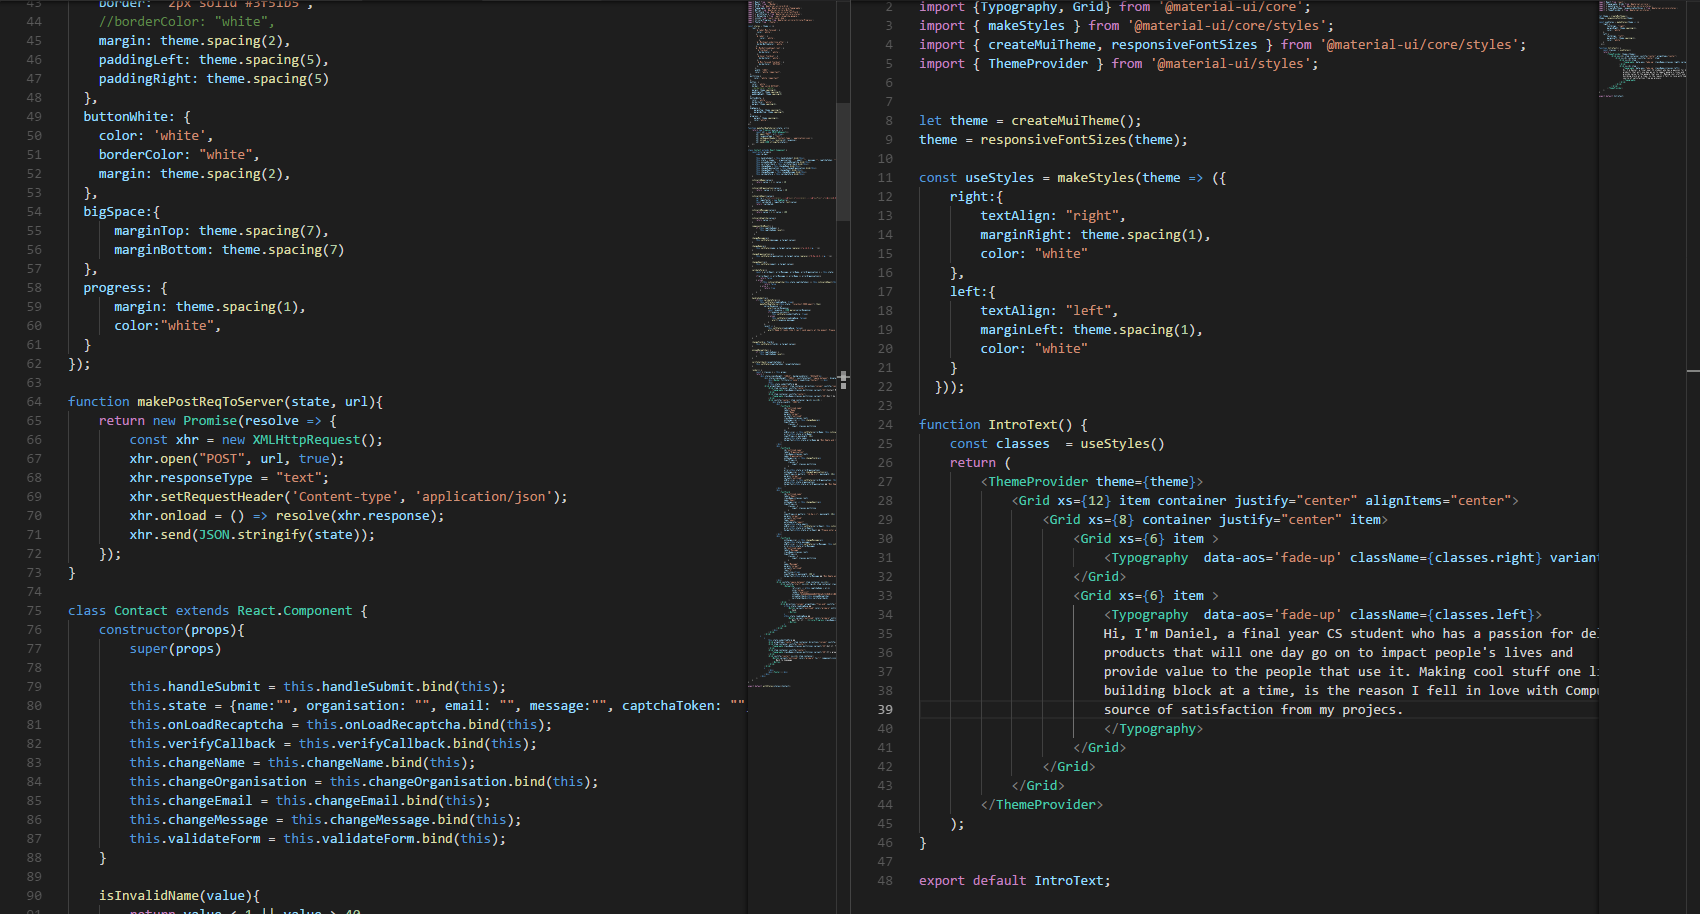 43 border: "2px solid #3f51b5",
44 //borderColor: "white",
45 margin: theme.spacing(2),
46 paddingLeft: theme.spacing(5),
47 paddingRight: theme.spacing(5)
48 },
49 buttonWhite: {
50 color: 'white',
51 borderColor: "white",
52 margin: theme.spacing(2),
53 },
54 bigSpace:{
55 marginTop: theme.spacing(7),
56 marginBottom: theme.spacing(7)
57 },
58 progress: {
59 margin: theme.spacing(1),
60 color:"white",
61 }
62 });
63
64 function makePostReqToServer(state, url){
65 return new Promise(resolve => {
66 const xhr = new XMLHttpRequest();
67 xhr.open("POST", url, true);
68 xhr.responseType = "text";
69 xhr.setRequestHeader('Content-type', 'application/json');
70 xhr.onload = () => resolve(xhr.response);
71 xhr.send(JSON.stringify(state));
72 });
73 }
74
75 class Contact extends React.Component {
76 constructor(props){
77 super(props)
78
79 this.handleSubmit = this.handleSubmit.bind(this);
80 this.state = {name:"", organisation: "", email: "", message:"", captchaToken: ""
81 this.onLoadRecaptcha = this.onLoadRecaptcha.bind(this);
82 this.verifyCallback = this.verifyCallback.bind(this);
83 this.changeName = this.changeName.bind(this);
84 this.changeOrganisation = this.changeOrganisation.bind(this);
85 this.changeEmail = this.changeEmail.bind(this);
86 this.changeMessage = this.changeMessage.bind(this);
87 this.validateForm = this.validateForm.bind(this);
88 }
89
90 isInvalidName(value){
91 return value < 1 || value > 40
2 import {Typography, Grid} from '@material-ui/core';
3 import { makeStyles } from '@material-ui/core/styles';
4 import { createMuiTheme, responsiveFontSizes } from '@material-ui/core/styles';
5 import { ThemeProvider } from '@material-ui/styles';
6
7
8 let theme = createMuiTheme();
9 theme = responsiveFontSizes(theme);
10
11 const useStyles = makeStyles(theme => ({
12 right:{
13 textAlign: "right",
14 marginRight: theme.spacing(1),
15 color: "white"
16 },
17 left:{
18 textAlign: "left",
19 marginLeft: theme.spacing(1),
20 color: "white"
21 }
22 }));
23
24 function IntroText() {
25 const classes  = useStyles()
26 return (
27 <ThemeProvider theme={theme}>
28 <Grid xs={12} item container justify="center" alignItems="center">
29 <Grid xs={8} container justify="center" item>
30 <Grid xs={6} item >
31 <Typography  data-aos='fade-up' className={classes.right} variant
32 </Grid>
33 <Grid xs={6} item >
34 <Typography  data-aos='fade-up' className={classes.left}>
35 Hi, I'm Daniel, a final year CS student who has a passion for de
36 products that will one day go on to impact people's lives and
37 provide value to the people that use it. Making cool stuff one li
38 building block at a time, is the reason I fell in love with Compu
39 source of satisfaction from my projecs.
40 </Typography>
41 </Grid>
42 </Grid>
43 </Grid>
44 </ThemeProvider>
45 );
46 }
47
48 export default IntroText;